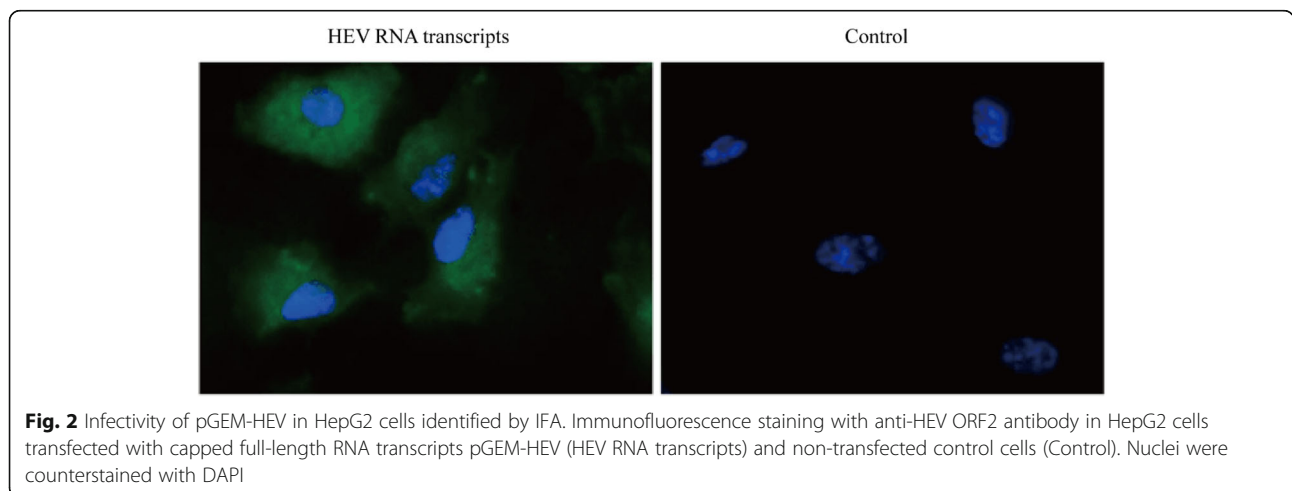 HEV RNA transcripts Control
Fig. 2 Infectivity of pGEM-HEV in HepG2 cells identified by IFA. Immunofluorescence staining with anti-HEV ORF2 antibody in HepG2 cells
transfected with capped full-length RNA transcripts pGEM-HEV (HEV RNA transcripts) and non-transfected control cells (Control). Nuclei were
counterstained with DAPI